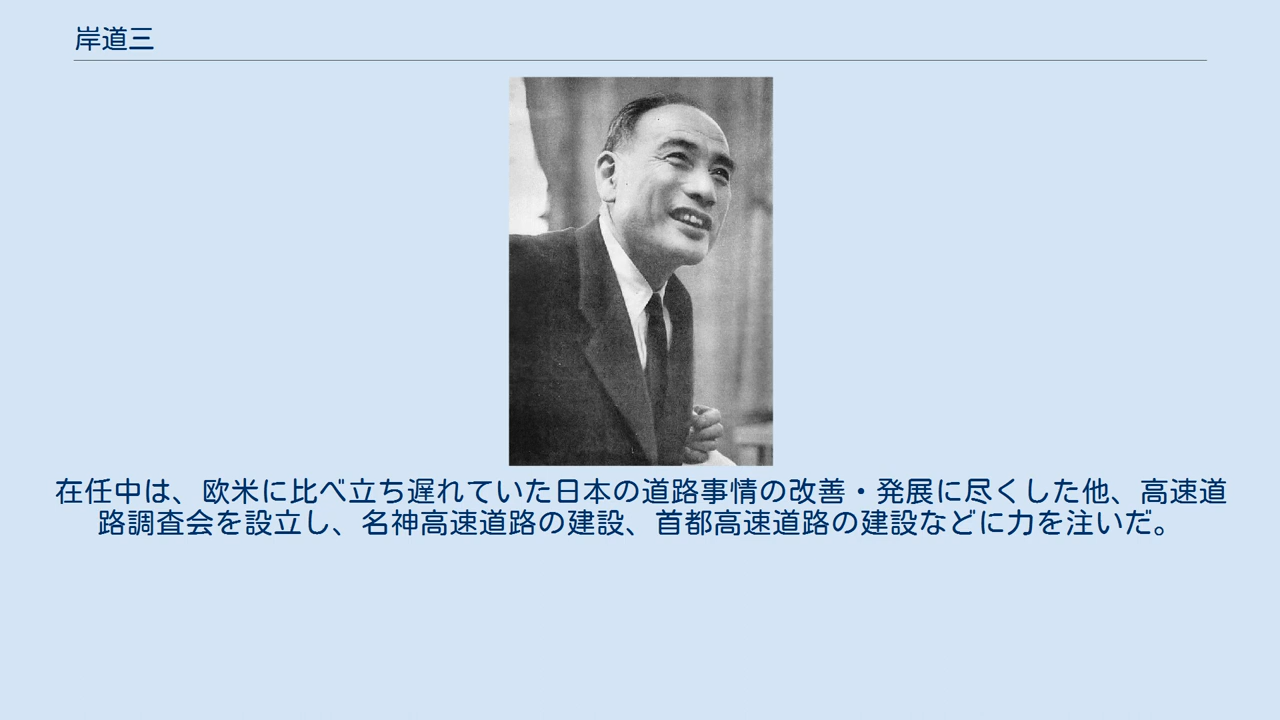 岸道三
在任中は、欧米に比べ立ち遅れていた日本の道路事情の改善・発展に尽くした他、高速道
路調査会を設立し、名神高速道路の建設、首都高速道路の建設などに力を注いだ。